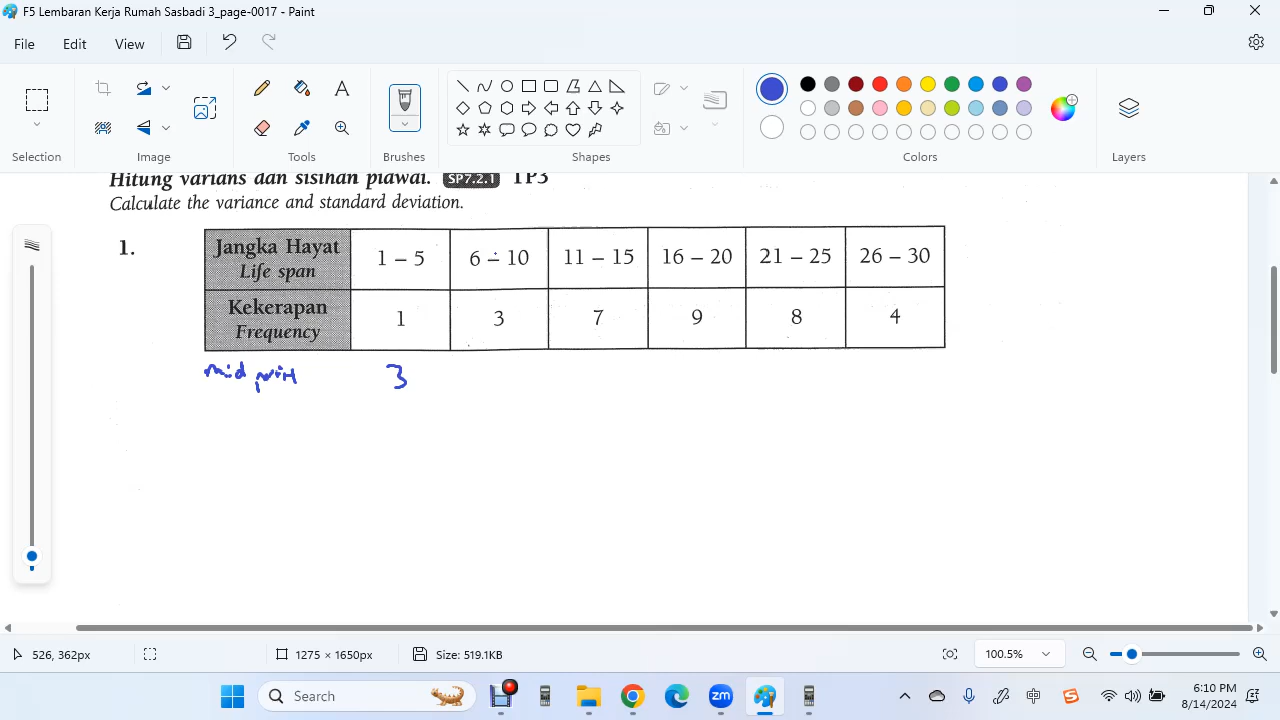 F5 Lembaran Kerja Rumah Sasbadi 3_page-0017 - Paint
File Edit View
Selection Image Tools Brushes Shapes Colors Layers
Hitung varians dan sisihan piawai. SP7.2.1 TP3
Calculate the variance and standard deviation.
1. Jangka Hayat 1 – 5 6 – 10 11 – 15 16 – 20 21 – 25 26 – 30
Life span
Kekerapan 1 3 7 9 8 4
Frequency
mid point 3
526, 362px 1275 × 1650px Size: 519.1KB 100.5%
Search zm 中 S 6:10 PM
8/14/2024